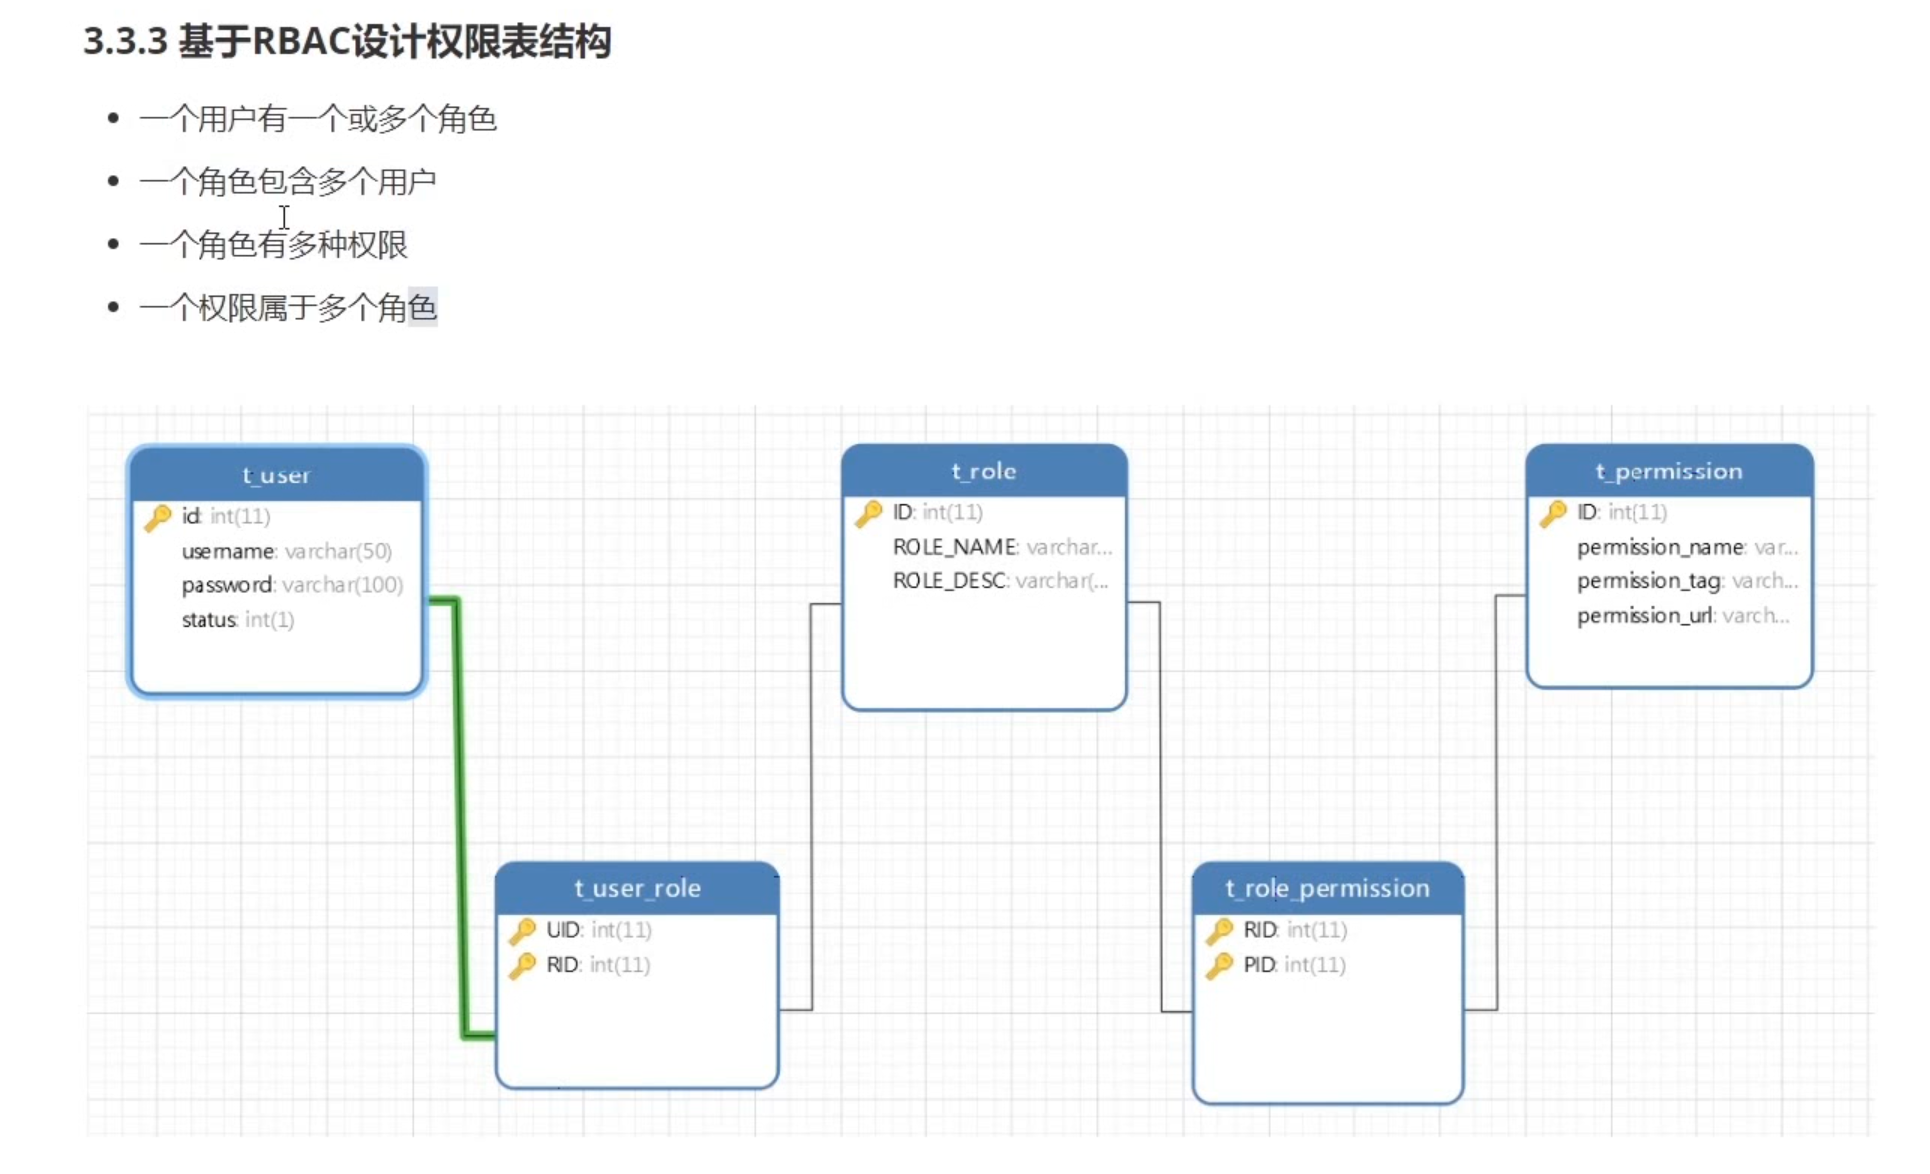 3.3.3 基于RBAC设计权限表结构
一个用户有一个或多个角色
一个角色包含多个用户
一个角色有多种权限
一个权限属于多个角色
t_user
id: int(11)
username: varchar(50)
password: varchar(100)
status: int(1)
t_role
ID: int(11)
ROLE_NAME: varchar...
ROLE_DESC: varchar(...
t_permission
ID: int(11)
permission_name: var...
permission_tag: varch...
permission_url: varch...
t_user_role
UID: int(11)
RID: int(11)
t_role_permission
RID: int(11)
PID: int(11)